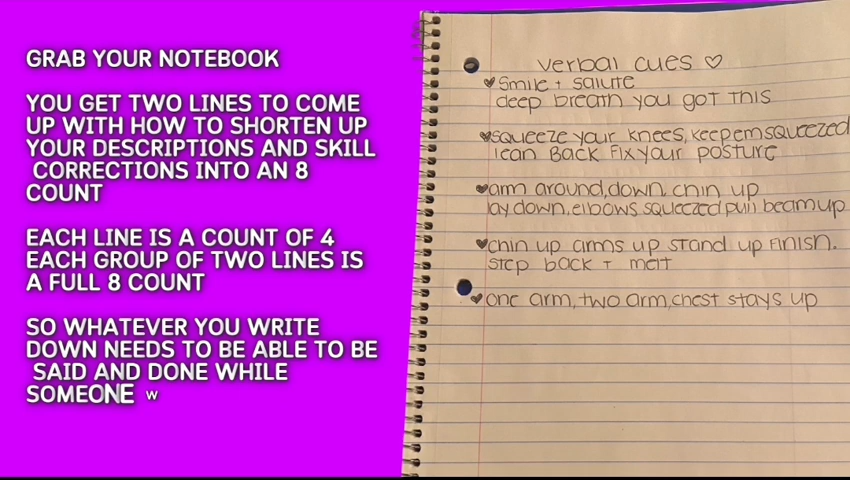 GRAB YOUR NOTEBOOK
YOU GET TWO LINES TO COME
UP WITH HOW TO SHORTEN UP
YOUR DESCRIPTIONS AND SKILL
CORRECTIONS INTO AN 8
COUNT
EACH LINE IS A COUNT OF 4
EACH GROUP OF TWO LINES IS
A FULL 8 COUNT
SO WHATEVER YOU WRITE
DOWN NEEDS TO BE ABLE TO BE
SAID AND DONE WHILE
SOMEONE W
verbal cues ♡
♥smile + salute
deep breath you got this
♥squeeze your knees, keep em squeezed
lean Back Fix your posture
♥arm around, down, chin up
lay down, elbows squeezed pull beam up
♥chin up arms up stand up Finish.
step back + melt
♥one arm, two arm, chest stays up